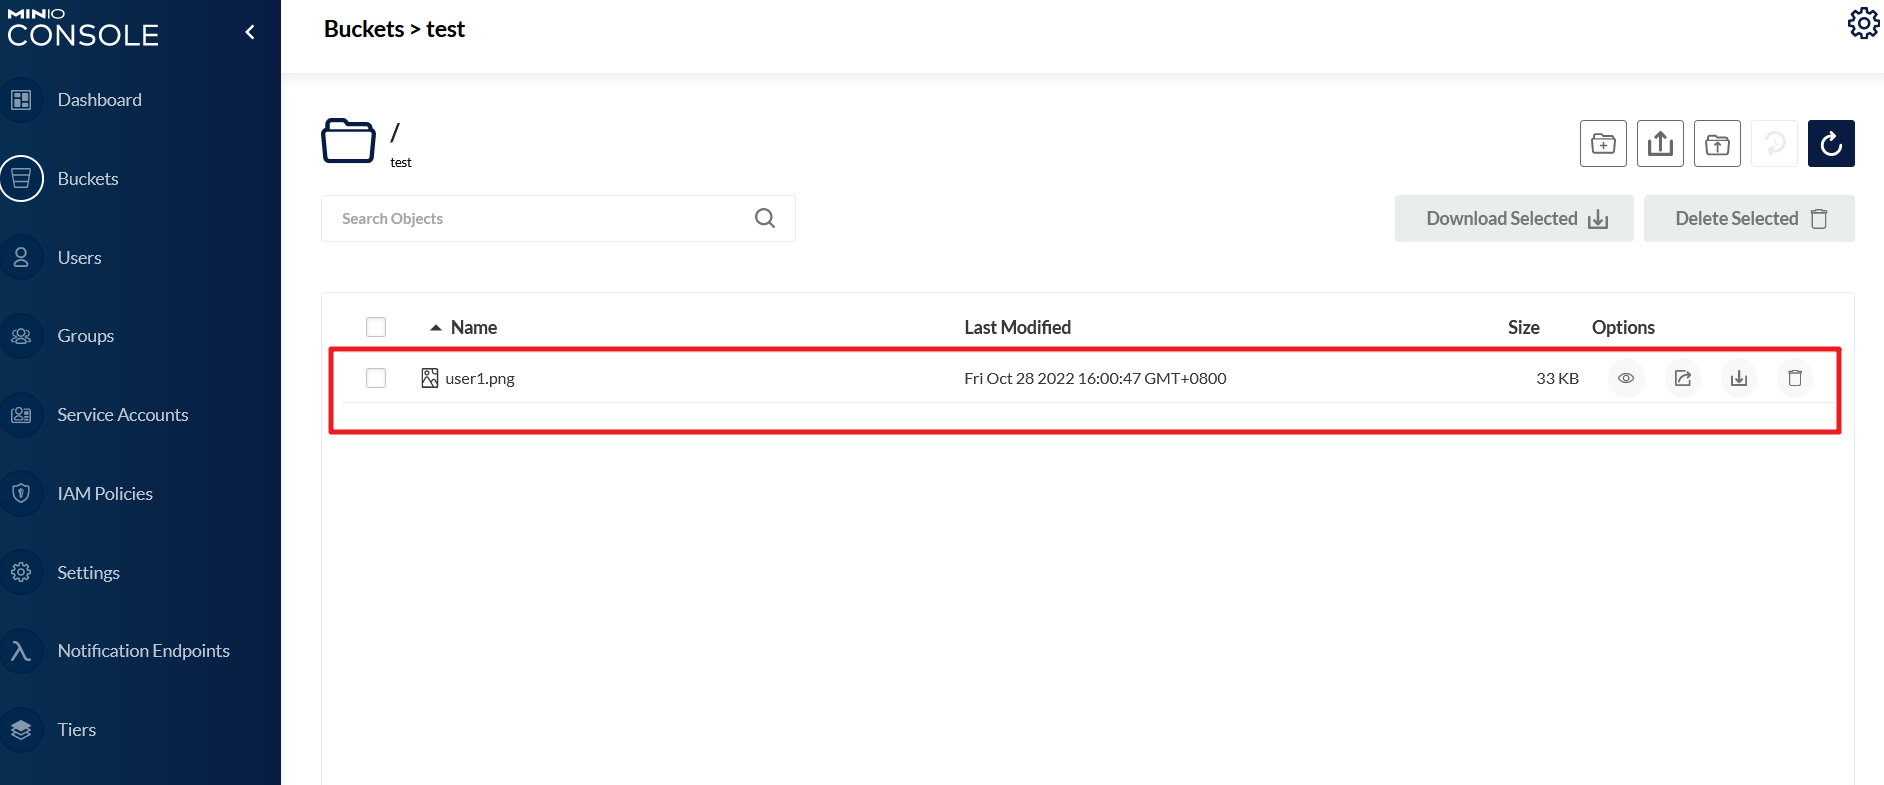 MINIO
CONSOLE
Dashboard
Buckets
Users
Groups
Service Accounts
IAM Policies
Settings
Notification Endpoints
Tiers
Buckets > test
/
test
Search Objects
Download Selected
Delete Selected
Name Last Modified Size Options
user1.png Fri Oct 28 2022 16:00:47 GMT+0800 33 KB